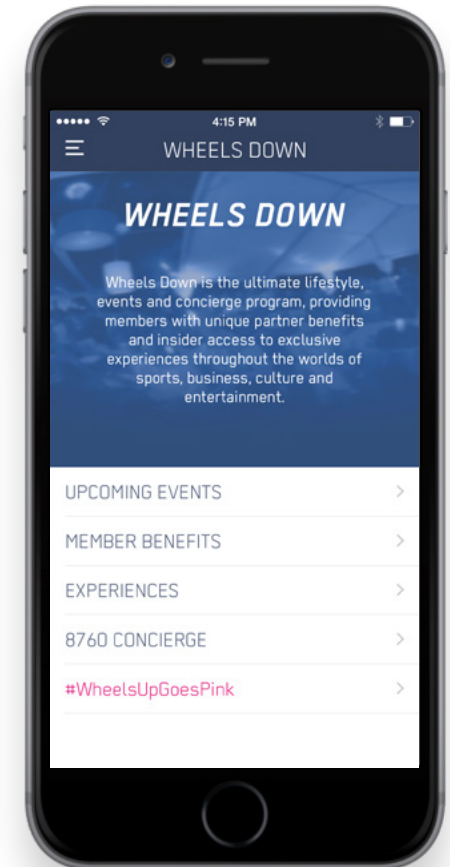 4:15 PM
WHEELS DOWN
WHEELS DOWN
Wheels Down is the ultimate lifestyle,
events and concierge program, providing
members with unique partner benefits
and insider access to exclusive
experiences throughout the worlds of
sports, business, culture and
entertainment.
UPCOMING EVENTS
MEMBER BENEFITS
EXPERIENCES
8760 CONCIERGE
#WheelsUpGoesPink